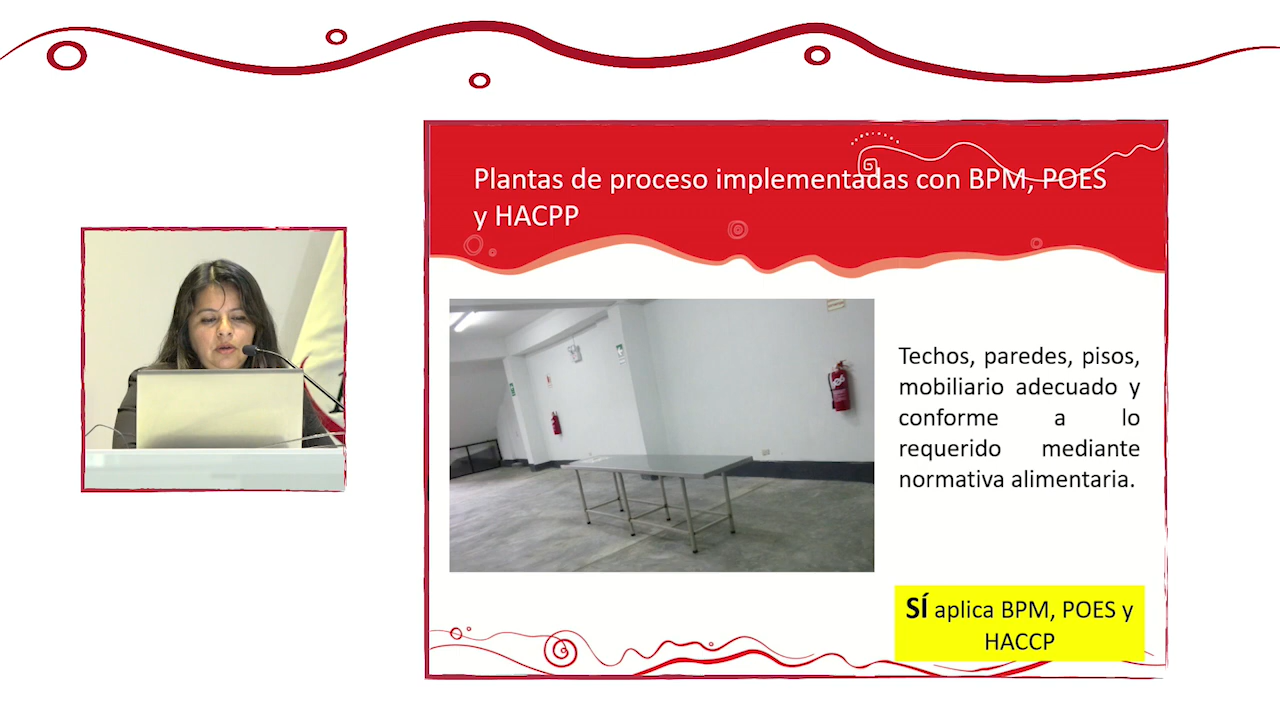 Plantas de proceso implementadas con BPM, POES
y HACPP
Techos, paredes, pisos,
mobiliario adecuado y
conforme a lo
requerido mediante
normativa alimentaria.
SÍ aplica BPM, POES y
HACCP